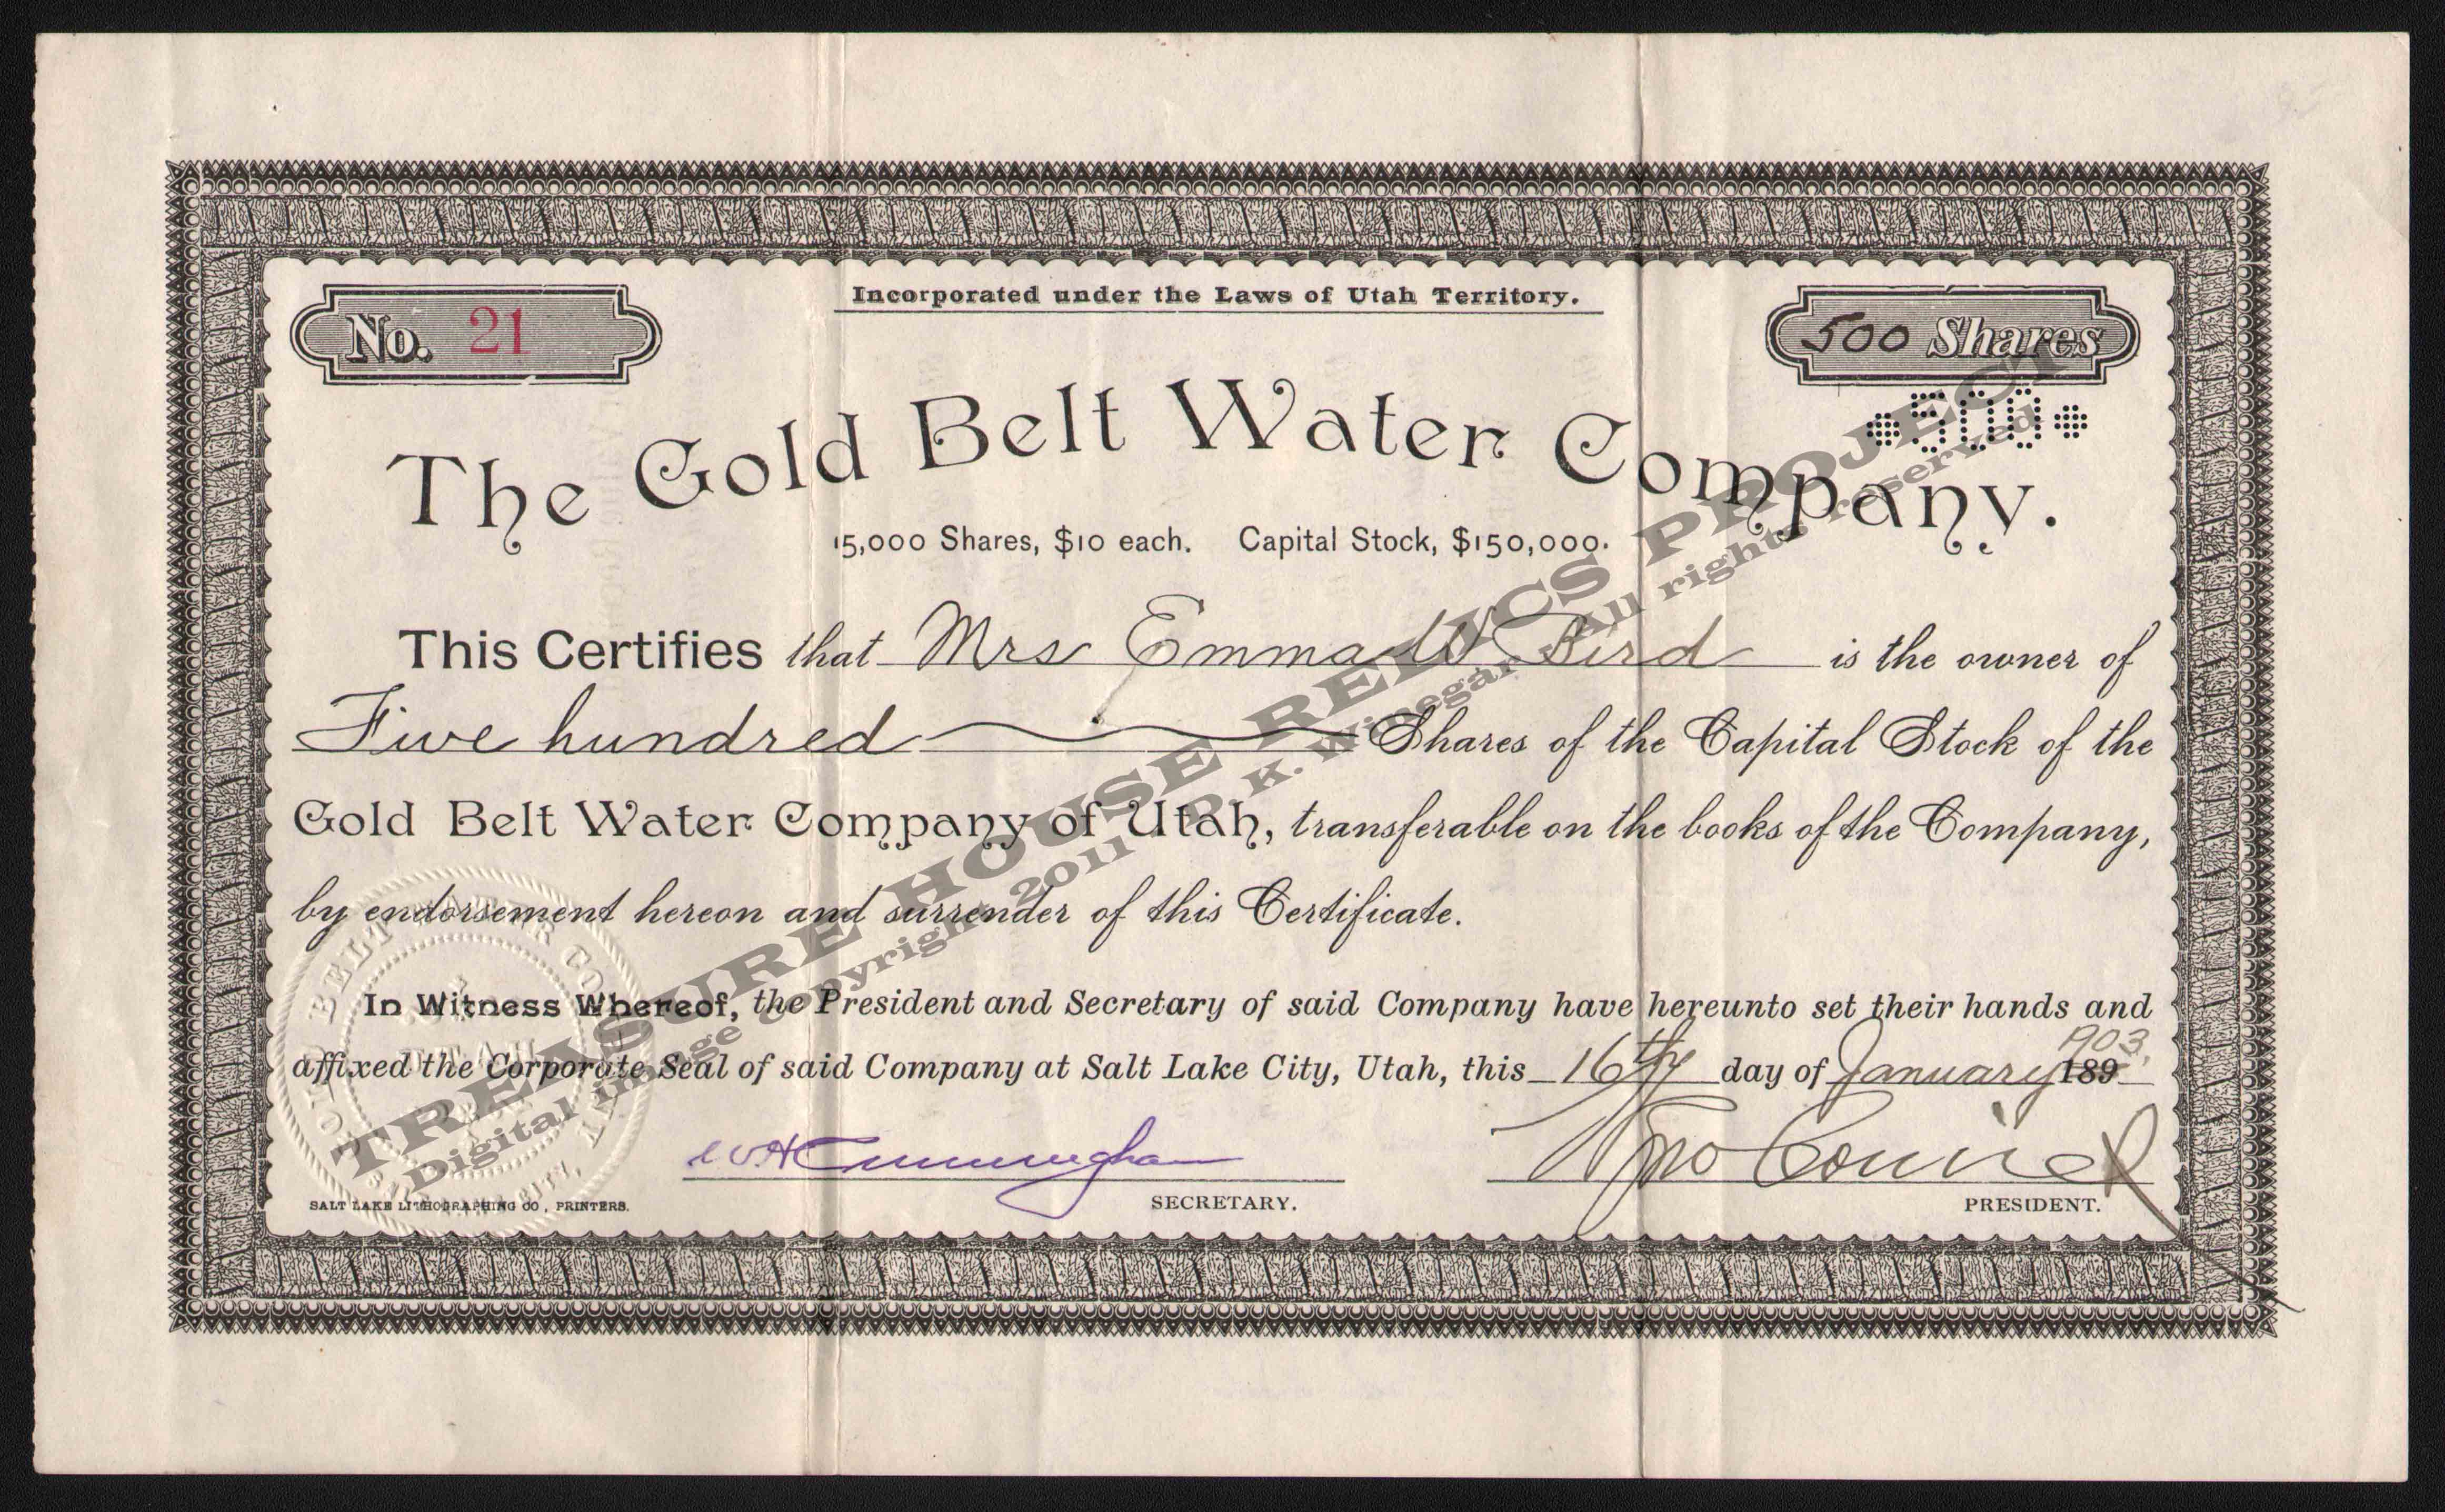 Incorporated under the Laws of Utah Territory.
No. 21
500 Shares
500
The Gold Belt Water Company.
15,000 Shares, $10 each. Capital Stock, $150,000.
This Certifies that Mrs Emma W Bird is the owner of
Five hundred Shares of the Capital Stock of the
Gold Belt Water Company of Utah, transferable on the books of the Company,
by endorsement hereon and surrender of this Certificate.
In Witness Whereof, the President and Secretary of said Company have hereunto set their hands and
affixed the Corporate Seal of said Company at Salt Lake City, Utah, this 16th day of January 189
1903.
W H Cunningham
SECRETARY.
PRESIDENT.
SALT LAKE LITHOGRAPHING CO., PRINTERS.
TREASURE HOUSE RELICS PROJECT
Digital image copyright 2011 D. K. Winegar All rights reserved